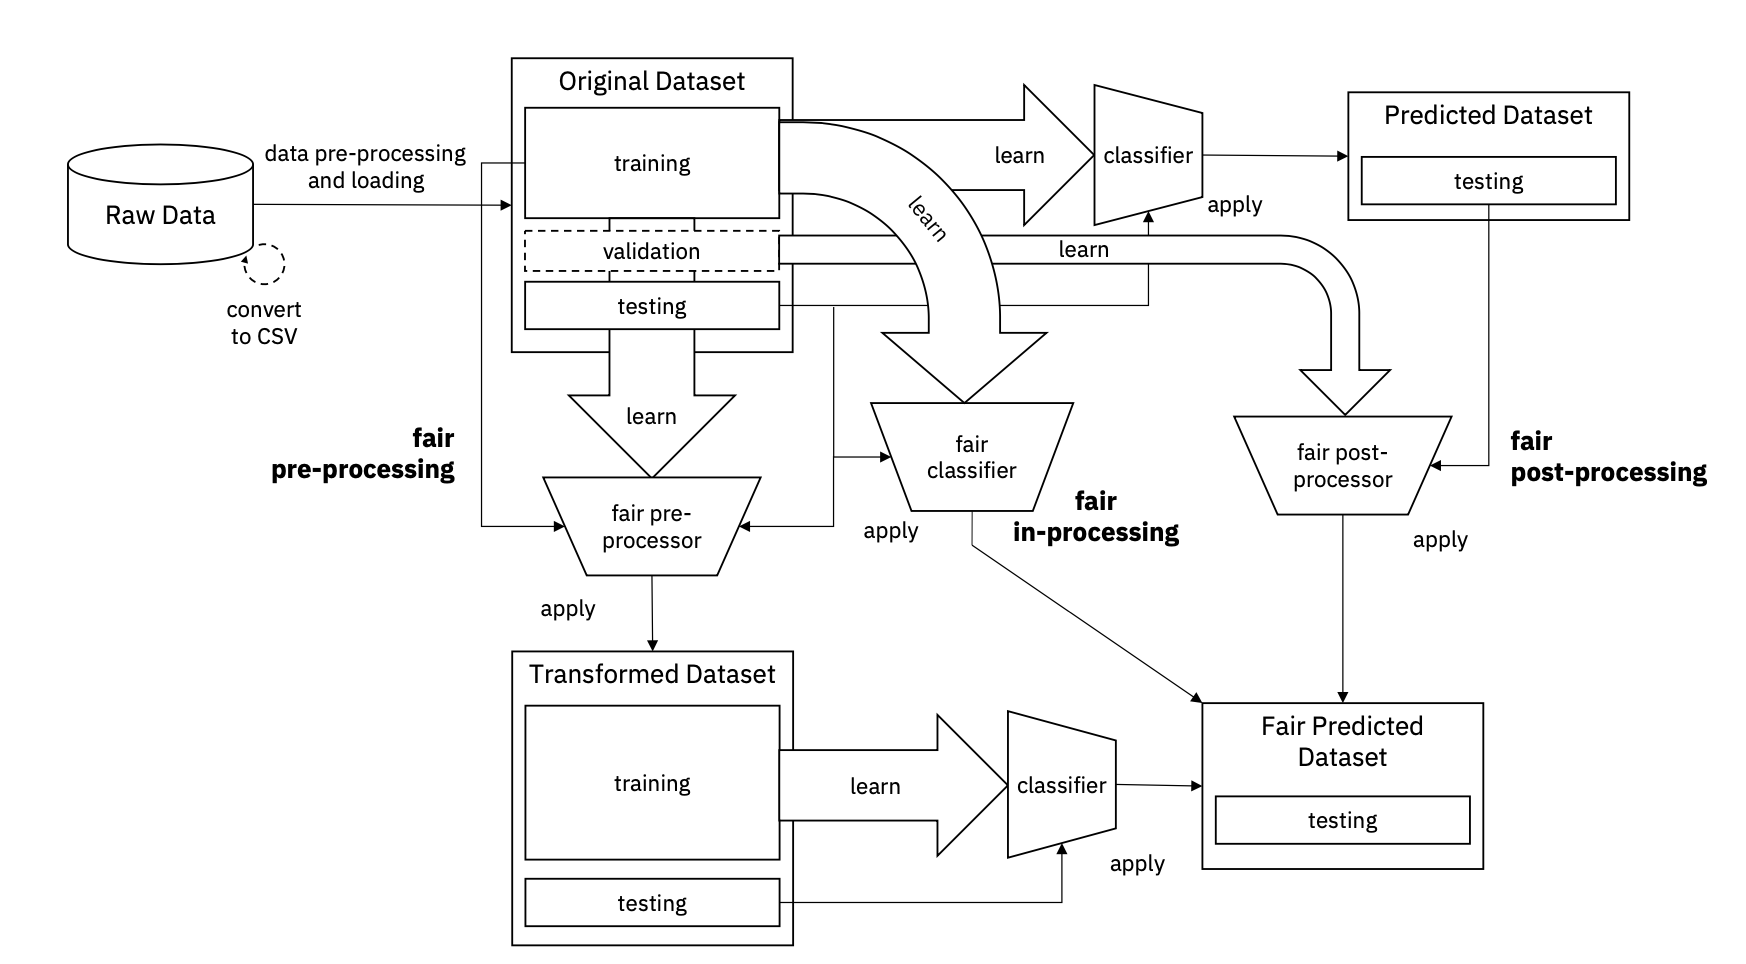 Original Dataset
training
validation
testing
data pre-processing
and loading
Raw Data
convert
to CSV
learn
classifier
apply
Predicted Dataset
testing
learn
learn
learn
fair
pre-processing
fair pre-
processor
apply
fair
classifier
apply
fair
in-processing
fair post-
processor
apply
fair
post-processing
Transformed Dataset
training
testing
learn
classifier
apply
Fair Predicted
Dataset
testing